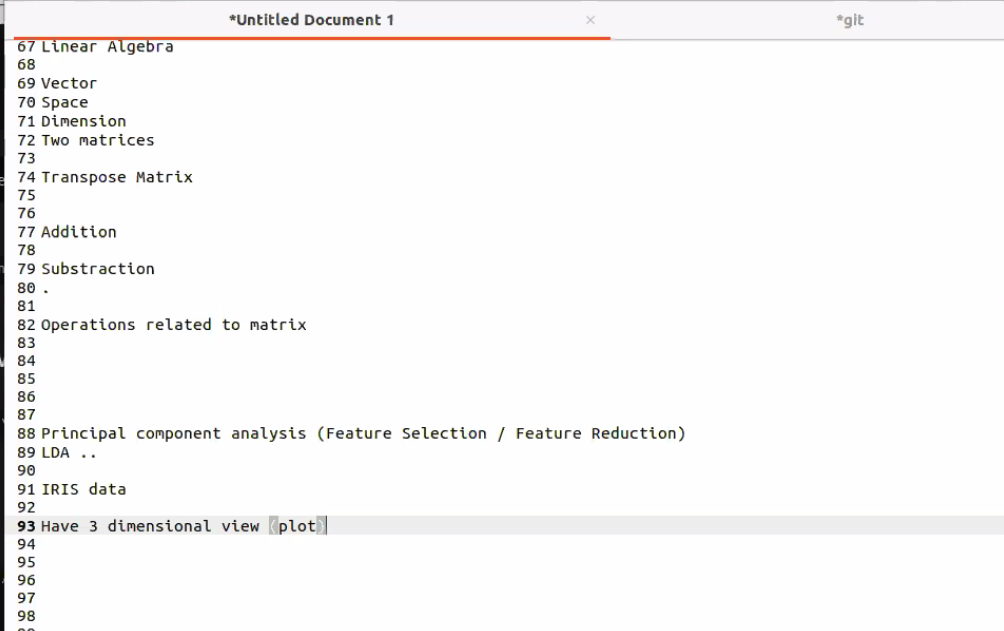 *Untitled Document 1 × *git
67 Linear Algebra
68
69 Vector
70 Space
71 Dimension
72 Two matrices
73
74 Transpose Matrix
75
76
77 Addition
78
79 Substraction
80 .
81
82 Operations related to matrix
83
84
85
86
87
88 Principal component analysis (Feature Selection / Feature Reduction)
89 LDA ..
90
91 IRIS data
92
93 Have 3 dimensional view (plot)
94
95
96
97
98